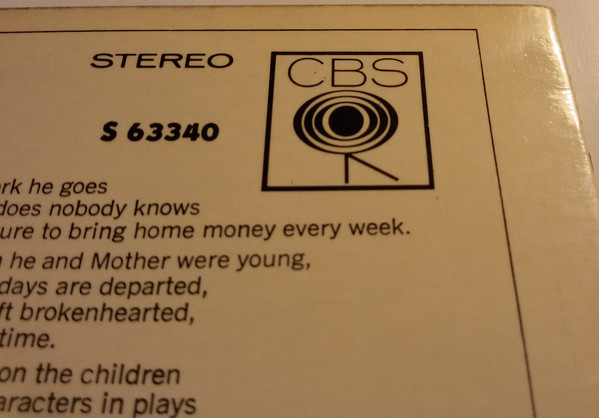 STEREO
CBS
S 63340
rk he goes
does nobody knows
ure to bring home money every week.
he and Mother were young,
days are departed,
ft brokenhearted,
time.
on the children
aracters in plays